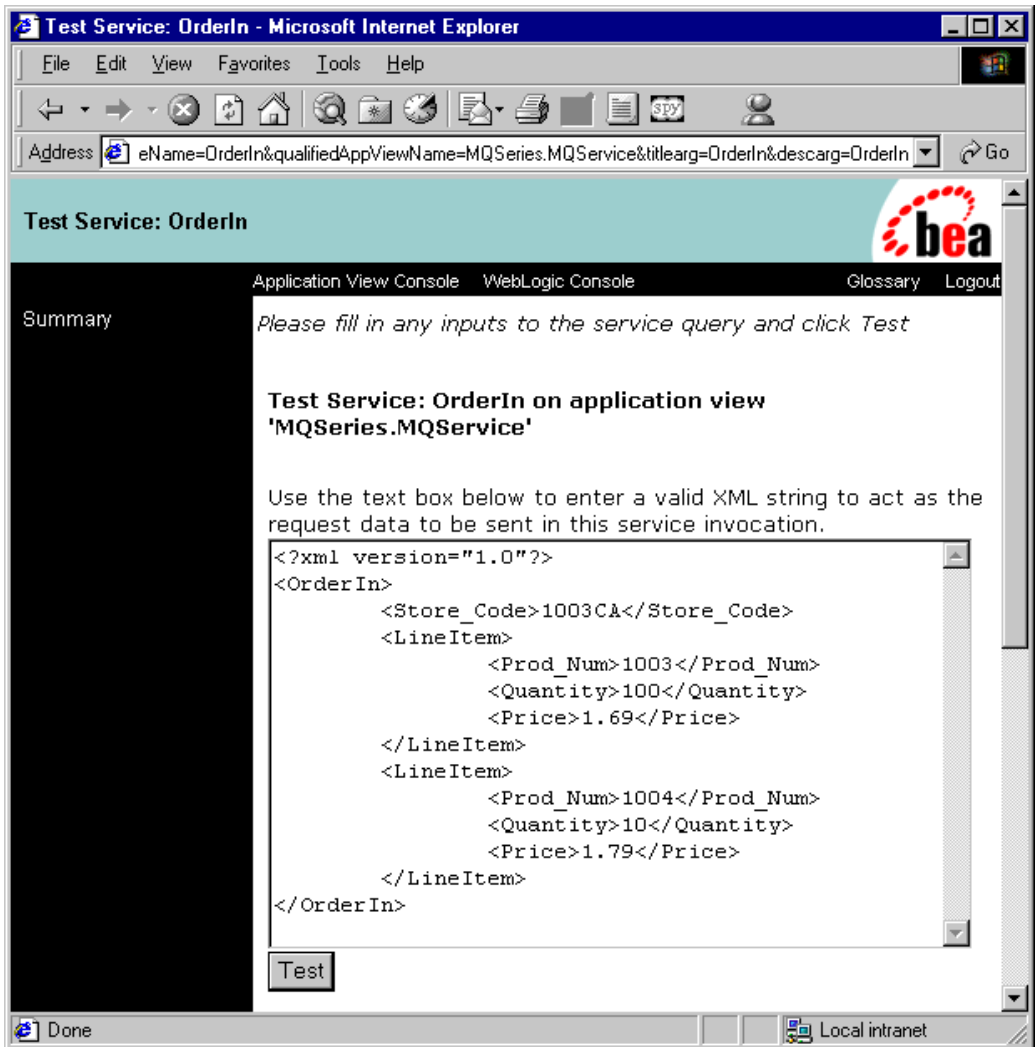 Test Service: OrderIn - Microsoft Internet Explorer
File Edit View Favorites Tools Help
SPY
Address eName=OrderIn&qualifiedAppViewName=MQSeries.MQService&titlearg=OrderIn&descarg=OrderIn Go
Test Service: OrderIn
bea
Application View Console WebLogic Console Glossary Logout
Summary
Please fill in any inputs to the service query and click Test
Test Service: OrderIn on application view
'MQSeries.MQService'
Use the text box below to enter a valid XML string to act as the
request data to be sent in this service invocation.
<?xml version="1.0"?>
<OrderIn>
<Store_Code>1003CA</Store_Code>
<LineItem>
<Prod_Num>1003</Prod_Num>
<Quantity>100</Quantity>
<Price>1.69</Price>
</LineItem>
<LineItem>
<Prod_Num>1004</Prod_Num>
<Quantity>10</Quantity>
<Price>1.79</Price>
</LineItem>
</OrderIn>
Test
Done Local intranet